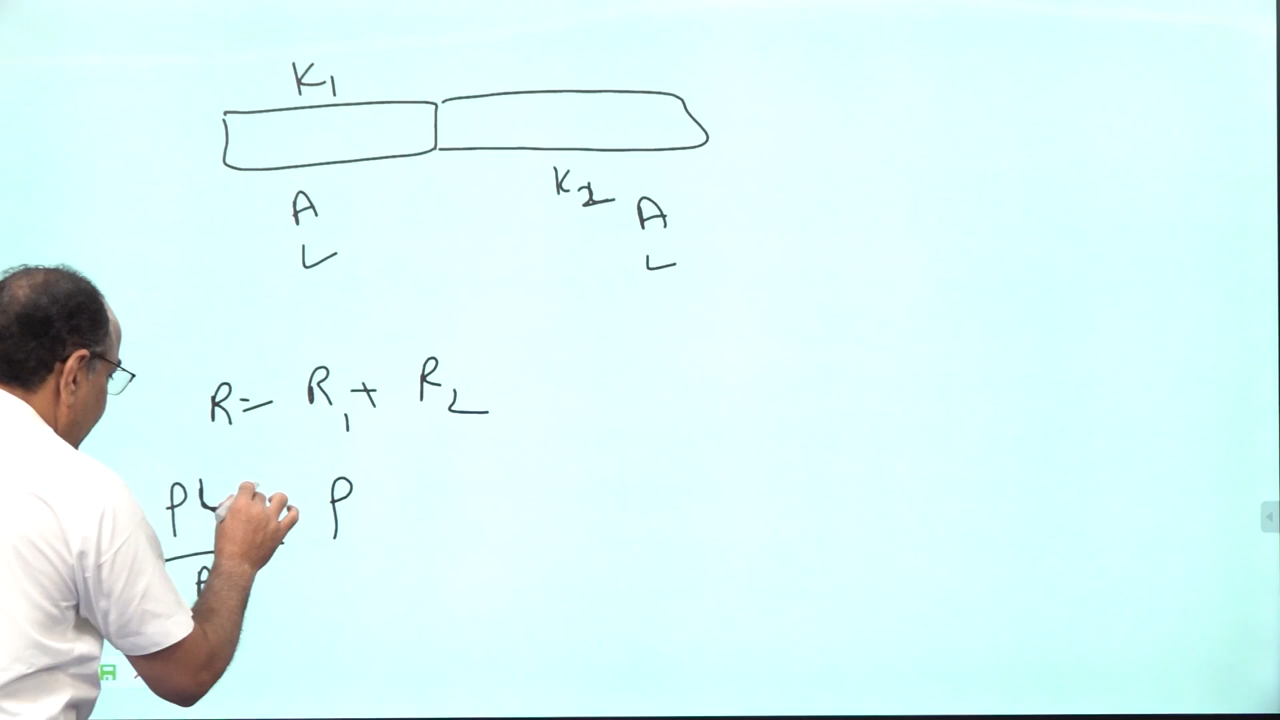 K₁
K₂
A A
L L
R = R₁ + R₂
ρL ρ